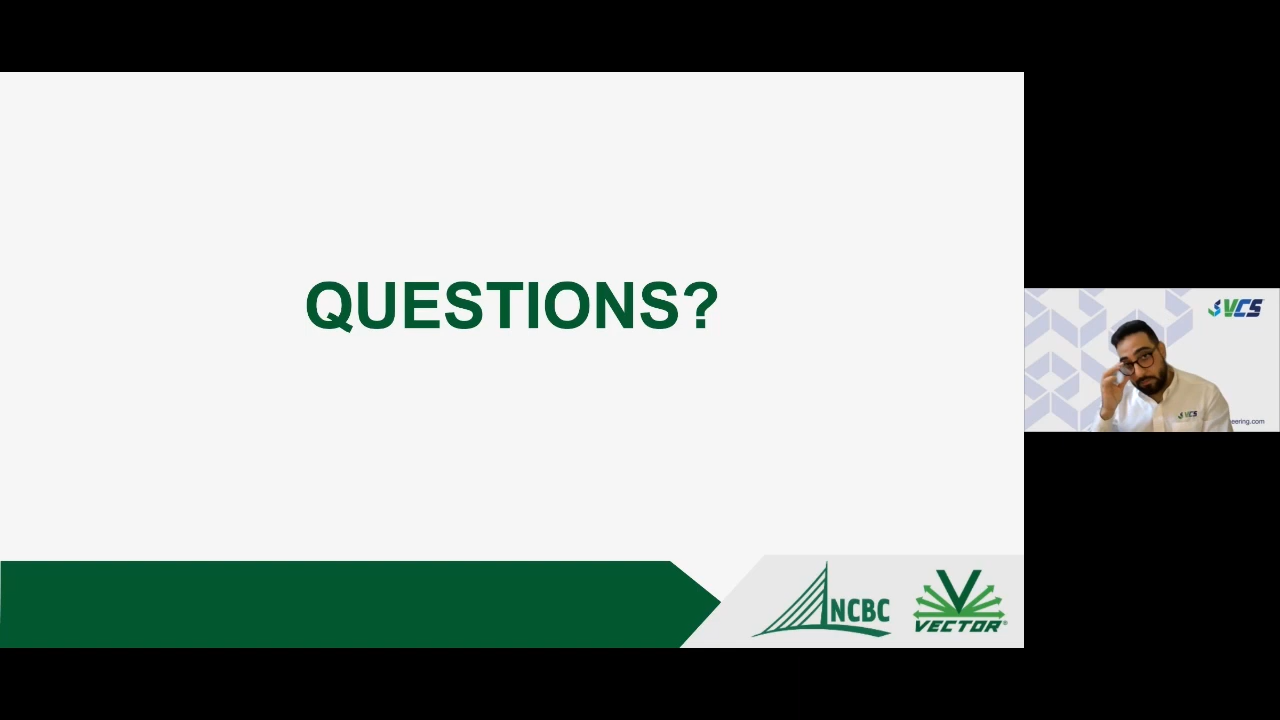 QUESTIONS?
VCS
VCS
eering.com
NCBC
VECTOR®